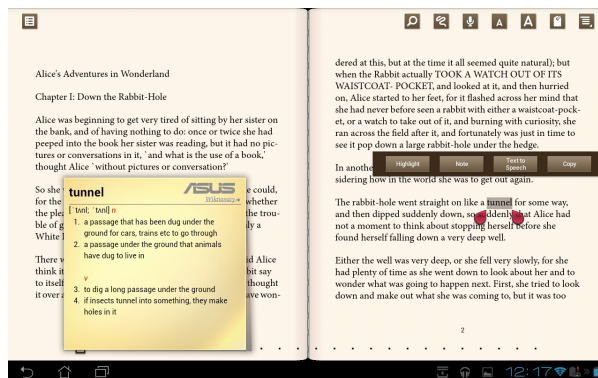 Alice's Adventures in Wonderland
Chapter I: Down the Rabbit-Hole
Alice was beginning to get very tired of sitting by her sister on
the bank, and of having nothing to do: once or twice she had
peeped into the book her sister was reading, but it had no pic-
tures or conversations in it, `and what is the use of a book,'
thought Alice `without pictures or conversation?'
So she
e could,
for the
whether
the plea
the trou-
ble of g
ly a
White
There w
id Alice
think it
bit say
to itself
thought
it over a
ave won-
tunnel
ASUS
Wiktionary
[ˈtʌnl; ˈtʌnl] n
1. a passage that has been dug under the
ground for cars, trains etc to go through
2. a passage under the ground that animals
have dug to live in
v
3. to dig a long passage under the ground
4. if insects tunnel into something, they make
holes in it
A
A
dered at this, but at the time it all seemed quite natural); but
when the Rabbit actually TOOK A WATCH OUT OF ITS
WAISTCOAT- POCKET, and looked at it, and then hurried
on, Alice started to her feet, for it flashed across her mind that
she had never before seen a rabbit with either a waistcoat-pock-
et, or a watch to take out of it, and burning with curiosity, she
ran across the field after it, and fortunately was just in time to
see it pop down a large rabbit-hole under the hedge.
Highlight
Note
Text to
Speech
Copy
In anothe
sidering how in the world she was to get out again.
The rabbit-hole went straight on like a tunnel for some way,
and then dipped suddenly down, so suddenly that Alice had
not a moment to think about stopping herself before she
found herself falling down a very deep well.
Either the well was very deep, or she fell very slowly, for she
had plenty of time as she went down to look about her and to
wonder what was going to happen next. First, she tried to look
down and make out what she was coming to, but it was too
2
12:17